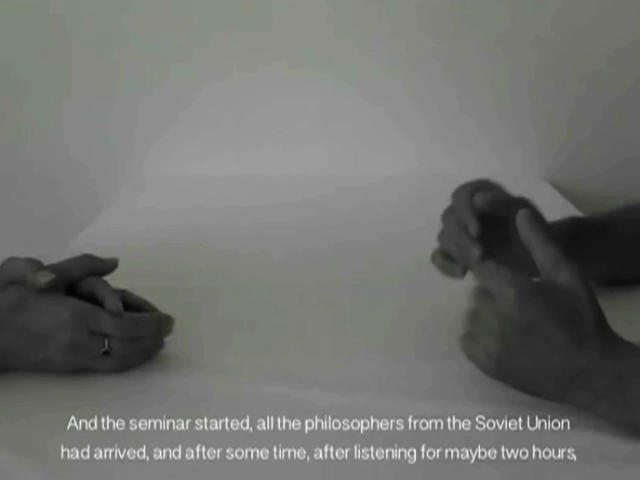 And the seminar started, all the philosophers from the Soviet Union
had arrived, and after some time, after listening for maybe two hours,